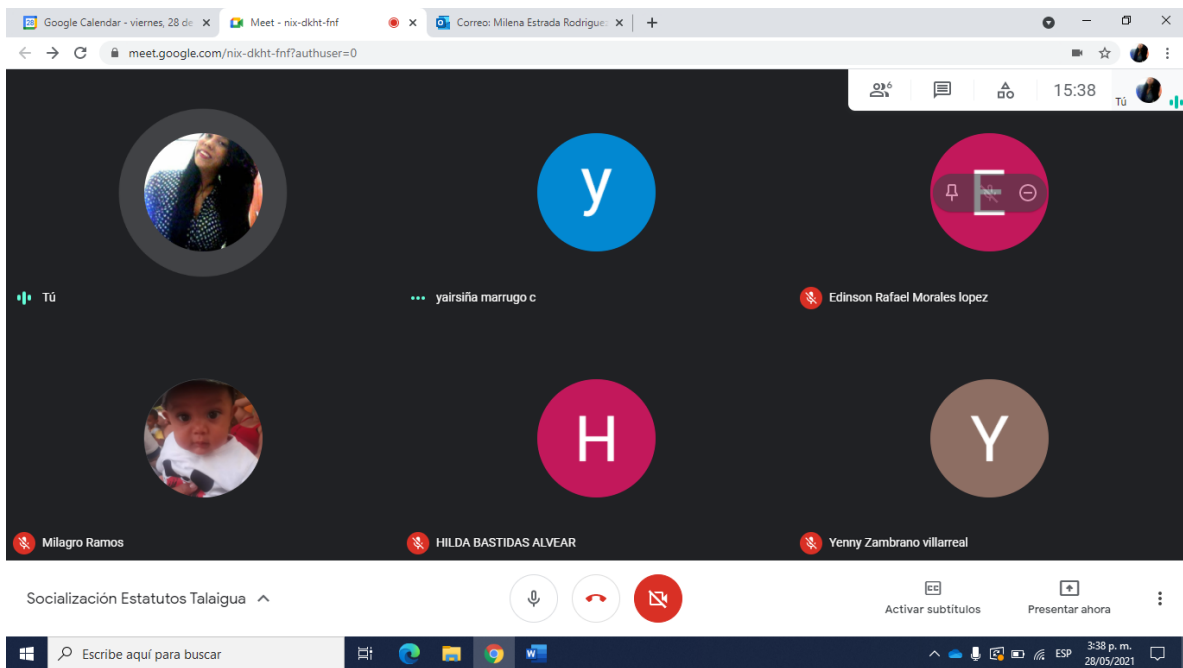 28 Google Calendar - viernes, 28 de
Meet - nix-dkht-fnf
Correo: Milena Estrada Rodrigue
meet.google.com/nix-dkht-fnf?authuser=0
6
15:38
Tú
y
E
Tú
yairsiña marrugo c
Edinson Rafael Morales lopez
H
Y
Milagro Ramos
HILDA BASTIDAS ALVEAR
Yenny Zambrano villarreal
Socialización Estatutos Talaigua
CC
Activar subtítulos
Presentar ahora
Escribe aquí para buscar
W
ESP
3:38 p. m.
28/05/2021